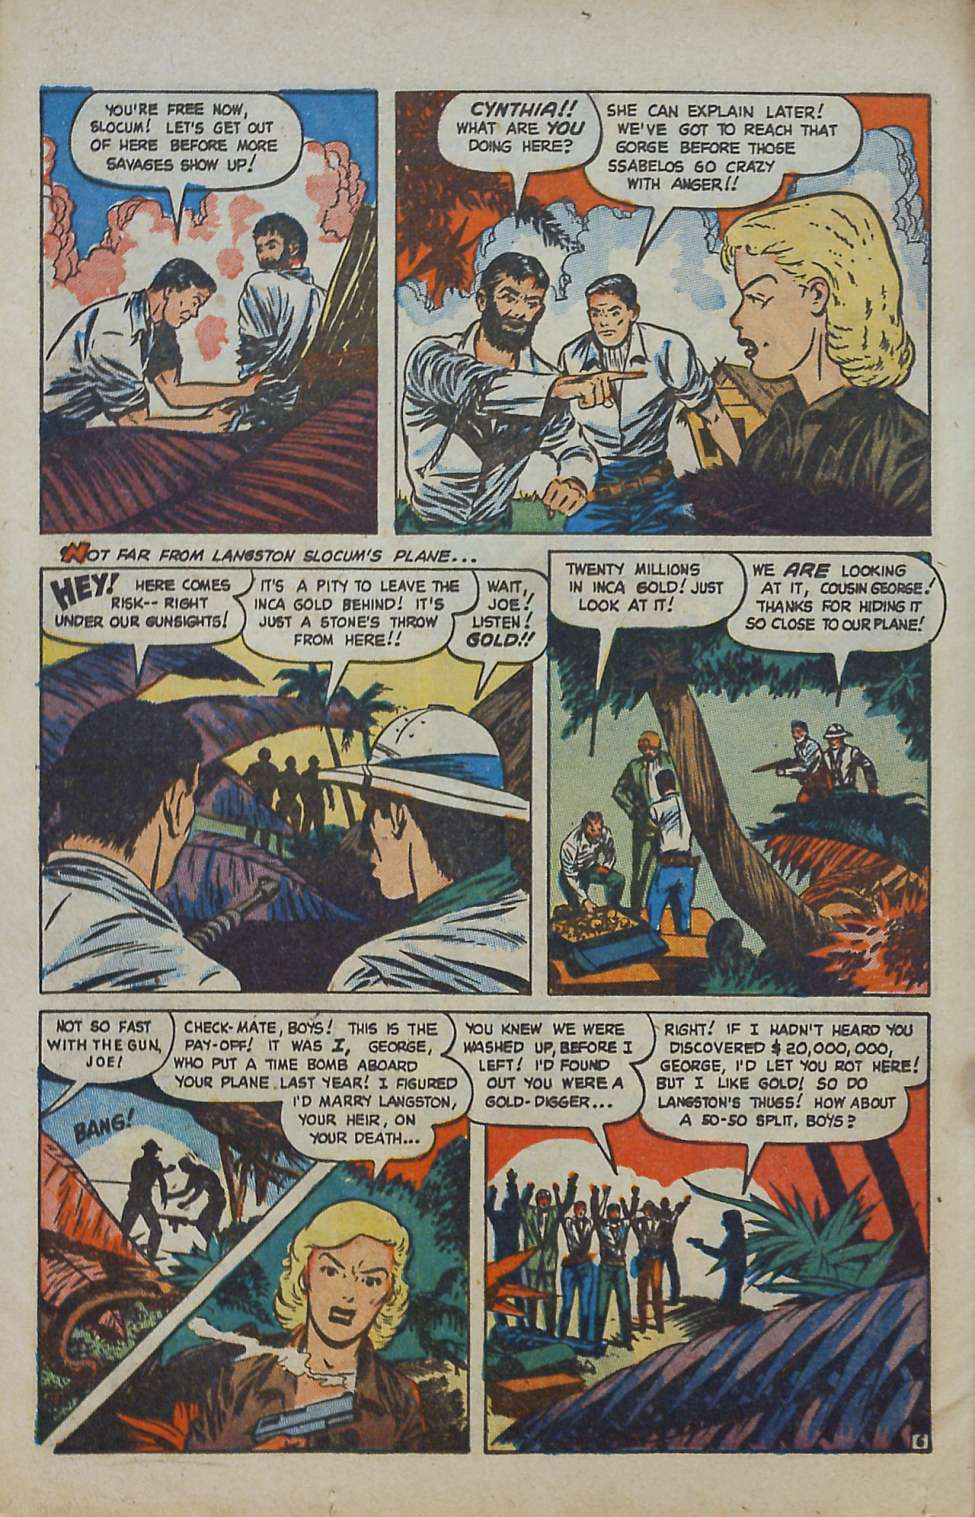 YOU'RE FREE NOW,
SLOCUM! LET'S GET OUT
OF HERE BEFORE MORE
SAVAGES SHOW UP!
CYNTHIA!!
WHAT ARE YOU
DOING HERE?
SHE CAN EXPLAIN LATER!
WE'VE GOT TO REACH THAT
GORGE BEFORE THOSE
SSABELOS GO CRAZY
WITH ANGER!!
NOT FAR FROM LANGSTON SLOCUM'S PLANE...
HEY! HERE COMES
RISK-- RIGHT
UNDER OUR GUNSIGHTS!
IT'S A PITY TO LEAVE THE
INCA GOLD BEHIND! IT'S
JUST A STONE'S THROW
FROM HERE!!
WAIT,
JOE!
LISTEN!
GOLD!!
TWENTY MILLIONS
IN INCA GOLD! JUST
LOOK AT IT!
WE ARE LOOKING
AT IT, COUSIN GEORGE!
THANKS FOR HIDING IT
SO CLOSE TO OUR PLANE!
NOT SO FAST
WITH THE GUN,
JOE!
BANG!
CHECK-MATE, BOYS! THIS IS THE
PAY-OFF! IT WAS I, GEORGE,
WHO PUT A TIME BOMB ABOARD
YOUR PLANE LAST YEAR! I FIGURED
I'D MARRY LANGSTON,
YOUR HEIR, ON
YOUR DEATH...
YOU KNEW WE WERE
WASHED UP, BEFORE I
LEFT! I'D FOUND
OUT YOU WERE A
GOLD-DIGGER...
RIGHT! IF I HADN'T HEARD YOU
DISCOVERED $20,000,000,
GEORGE, I'D LET YOU ROT HERE!
BUT I LIKE GOLD! SO DO
LANGSTON'S THUGS! HOW ABOUT
A 50-50 SPLIT, BOYS?
6